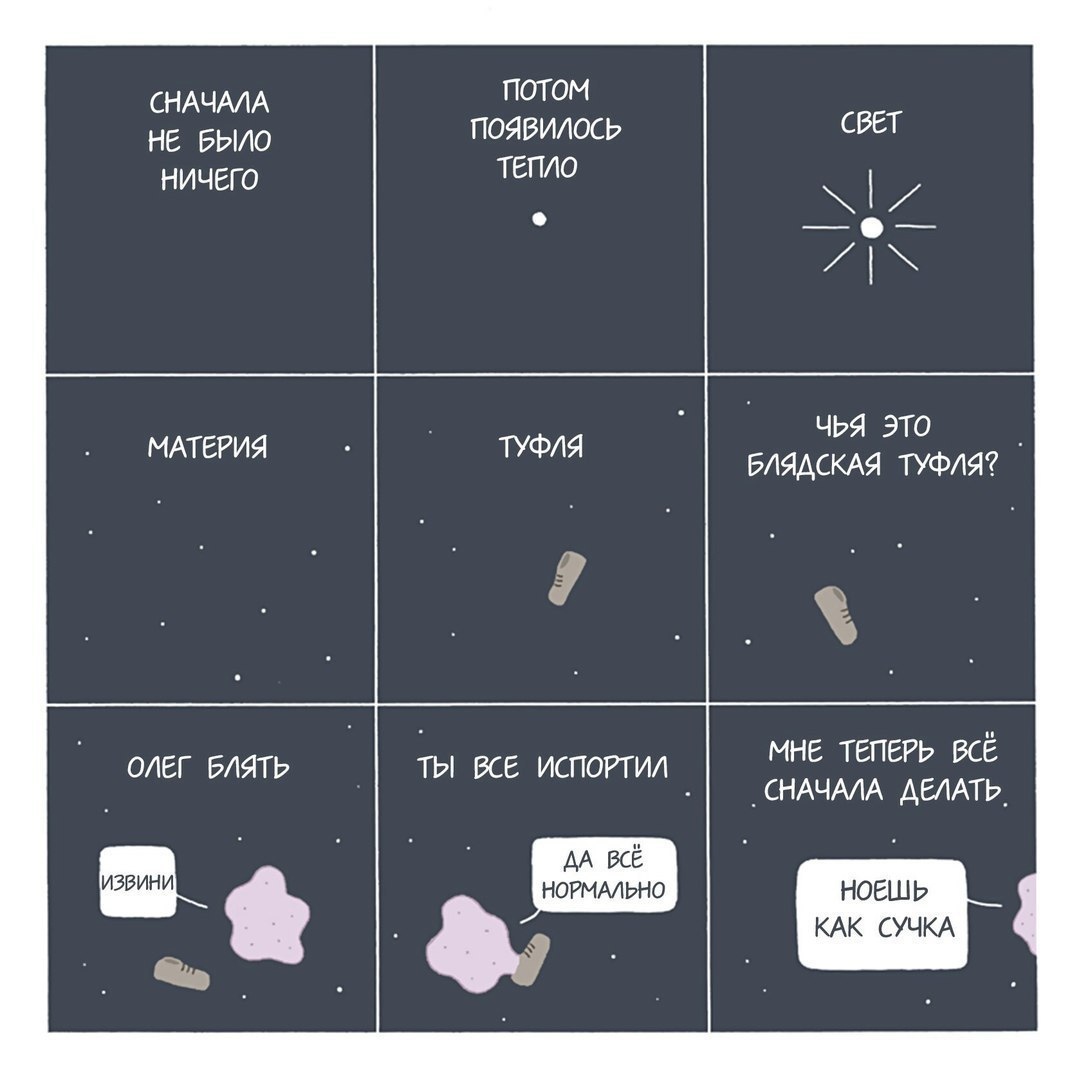 СНАЧАЛА
НЕ БЫЛО
НИЧЕГО
ПОТОМ
ПОЯВИЛОСЬ
ТЕПЛО
СВЕТ
МАТЕРИЯ
ТУФЛЯ
ЧЬЯ ЭТО
БЛЯДСКАЯ ТУФЛЯ?
ОЛЕГ БЛЯТЬ
ИЗВИНИ
ТЫ ВСЕ ИСПОРТИЛ
ДА ВСЁ
НОРМАЛЬНО
МНЕ ТЕПЕРЬ ВСЁ
СНАЧАЛА ДЕЛАТЬ
НОЕШЬ
КАК СУЧКА